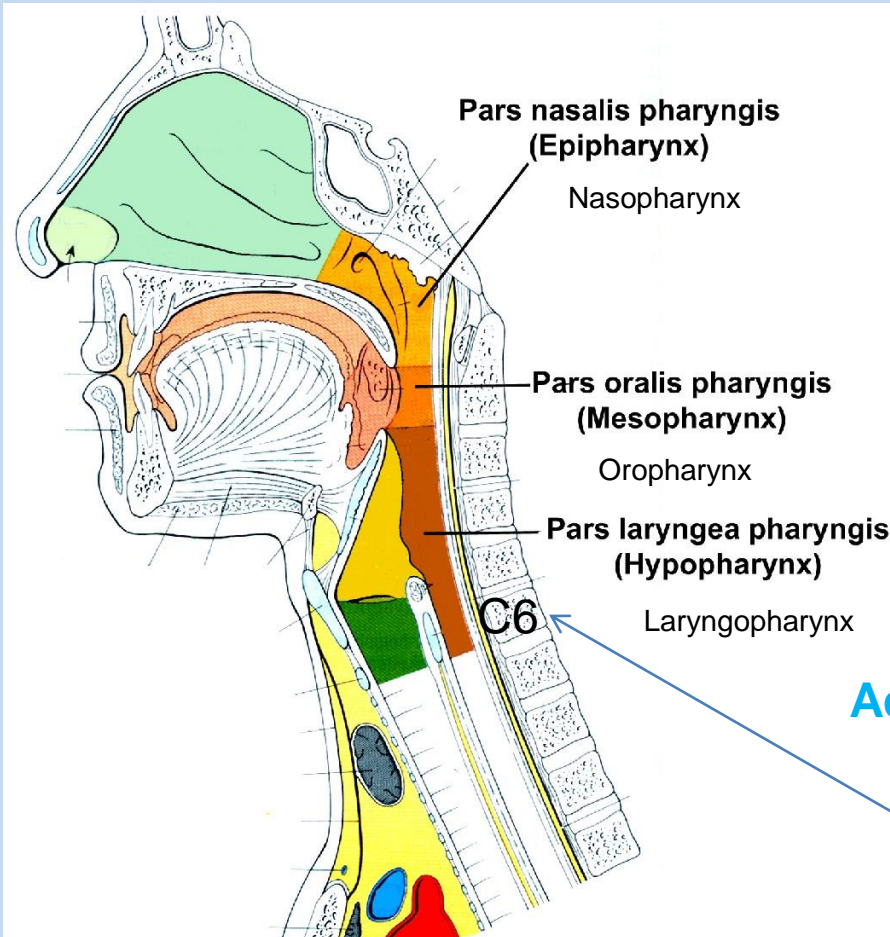 Pars nasalis pharyngis
(Epipharynx)
Nasopharynx
Pars oralis pharyngis
(Mesopharynx)
Oropharynx
Pars laryngea pharyngis
(Hypopharynx)
C6
Laryngopharynx